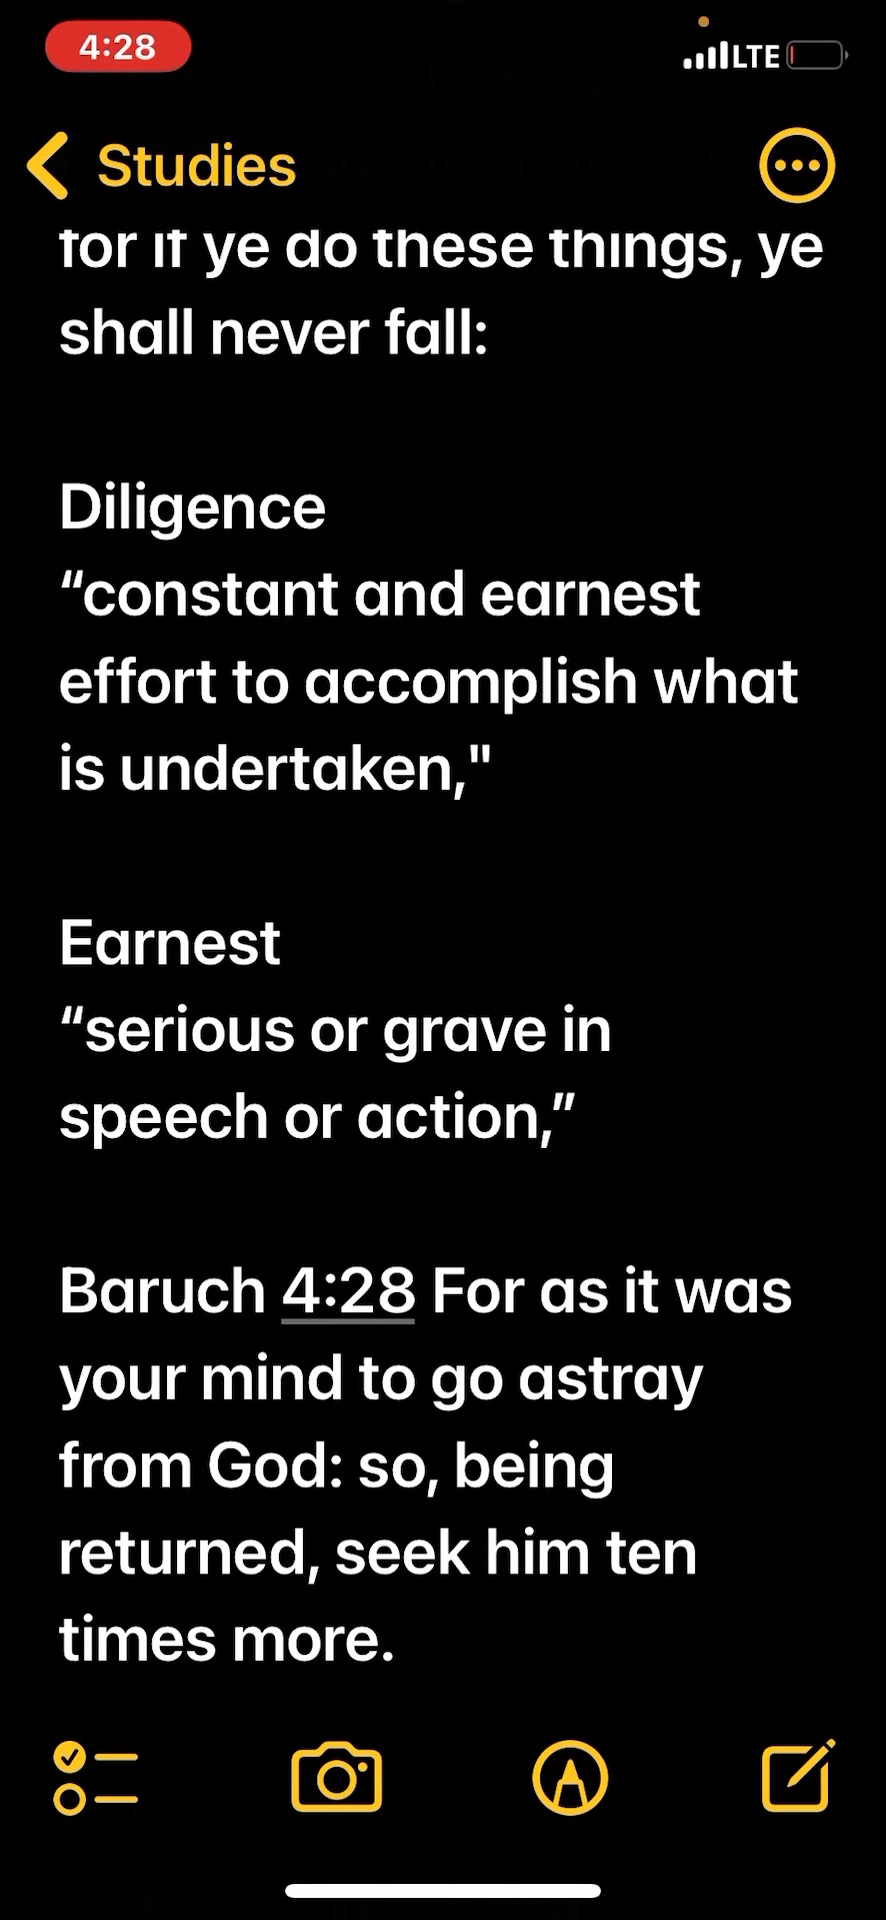 4:28
LTE
Studies
for if ye do these things, ye
shall never fall:
Diligence
“constant and earnest
effort to accomplish what
is undertaken,"
Earnest
“serious or grave in
speech or action,”
Baruch 4:28 For as it was
your mind to go astray
from God: so, being
returned, seek him ten
times more.